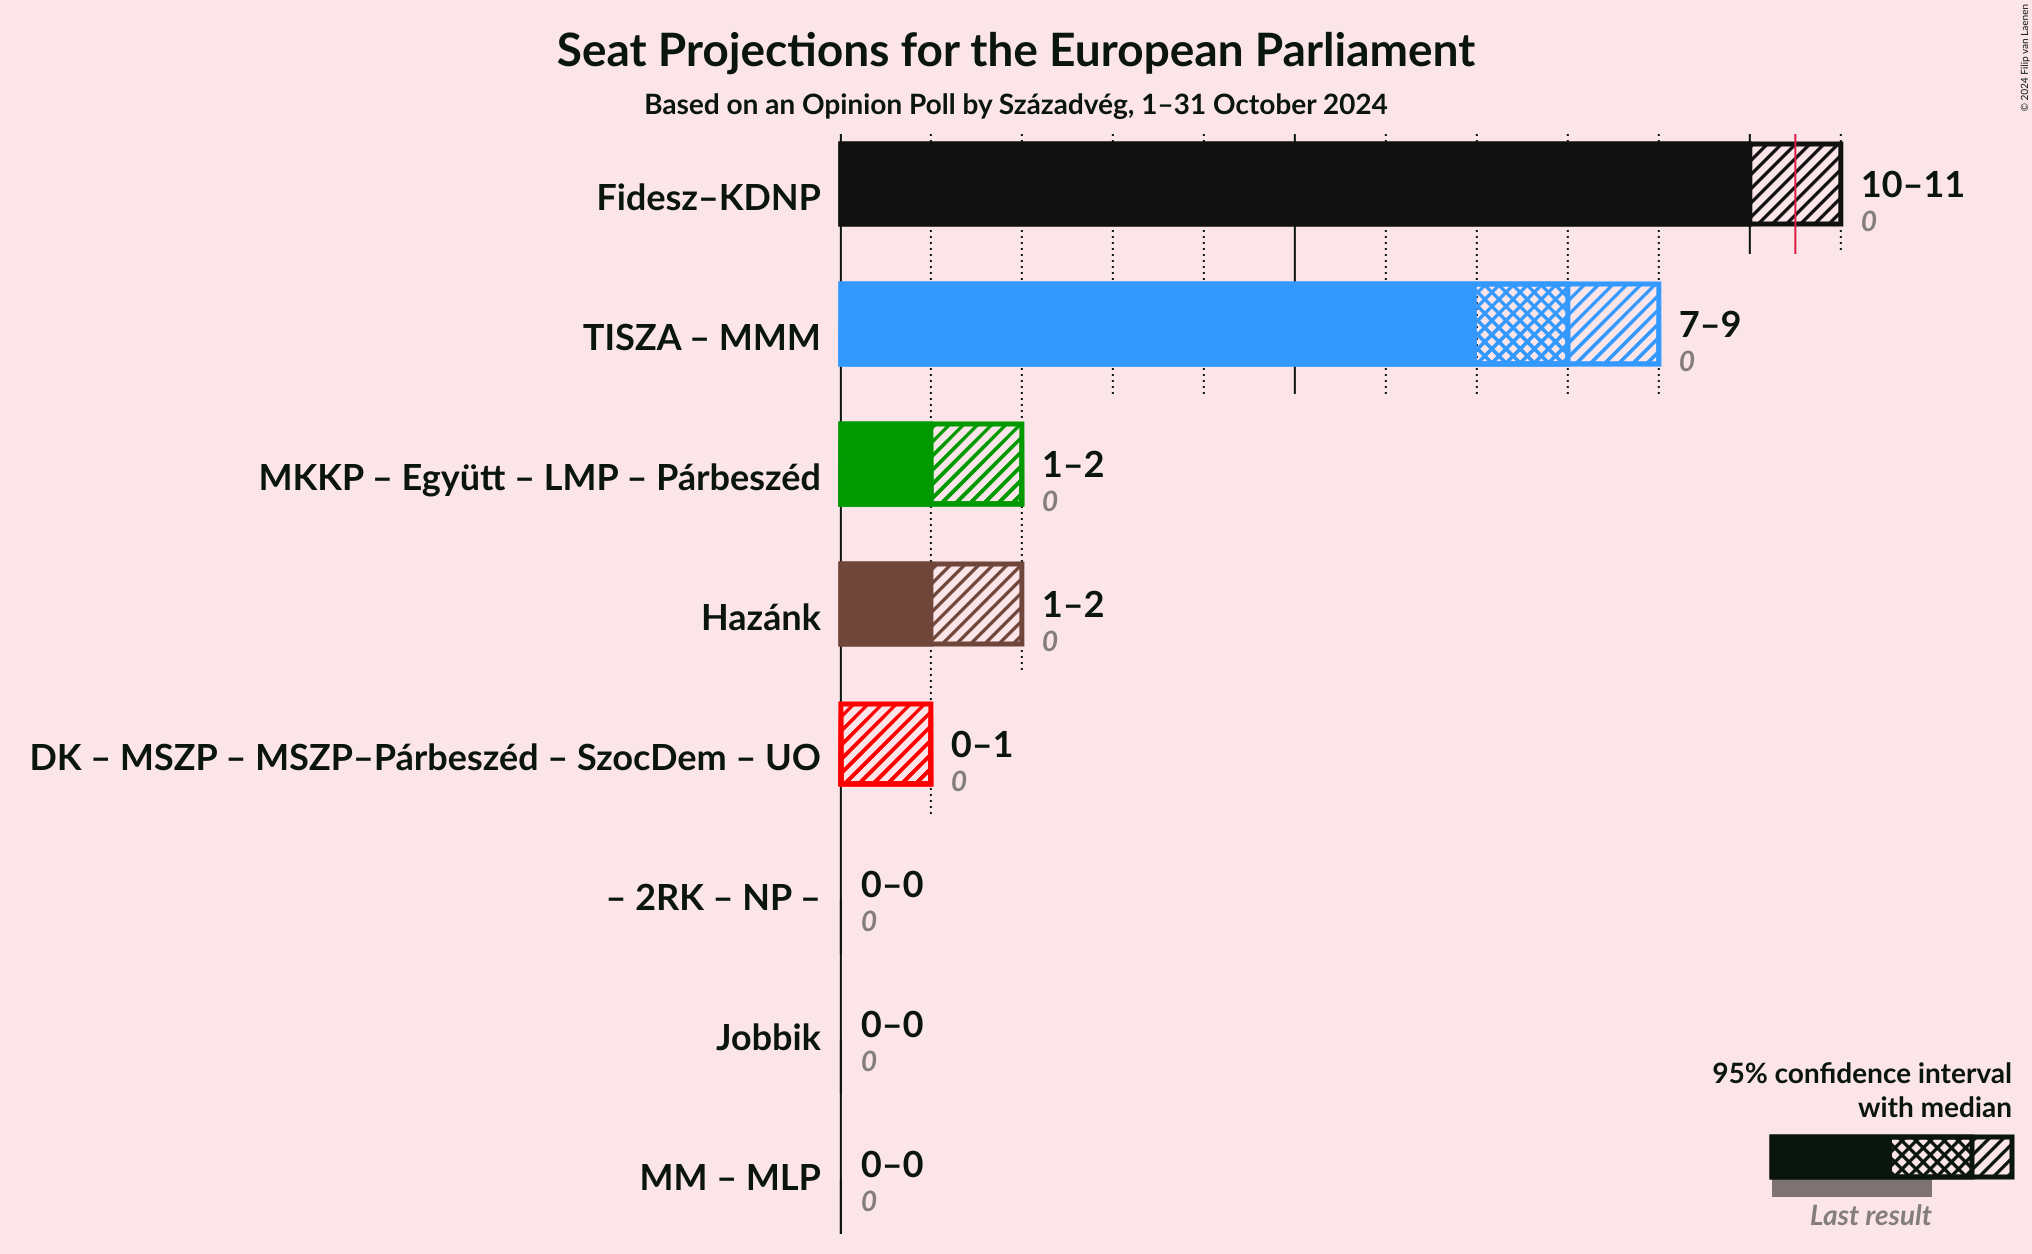 Seat Projections for the European Parliament
Based on an Opinion Poll by Századvég, 1–31 October 2024
© 2024 Filip van Laenen
Fidesz–KDNP
10–11
0
TISZA – MMM
7–9
0
MKKP – Együtt – LMP – Párbeszéd
1–2
0
Hazánk
1–2
0
DK – MSZP – MSZP–Párbeszéd – SzocDem – UO
0–1
0
– 2RK – NP –
0–0
0
Jobbik
0–0
0
MM – MLP
0–0
0
95% confidence interval
with median
Last result